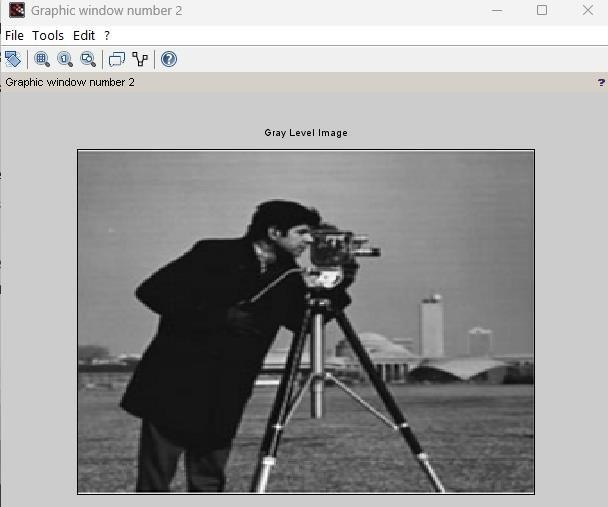 Graphic window number 2
File Tools Edit ?
Graphic window number 2 ?
Gray Level Image